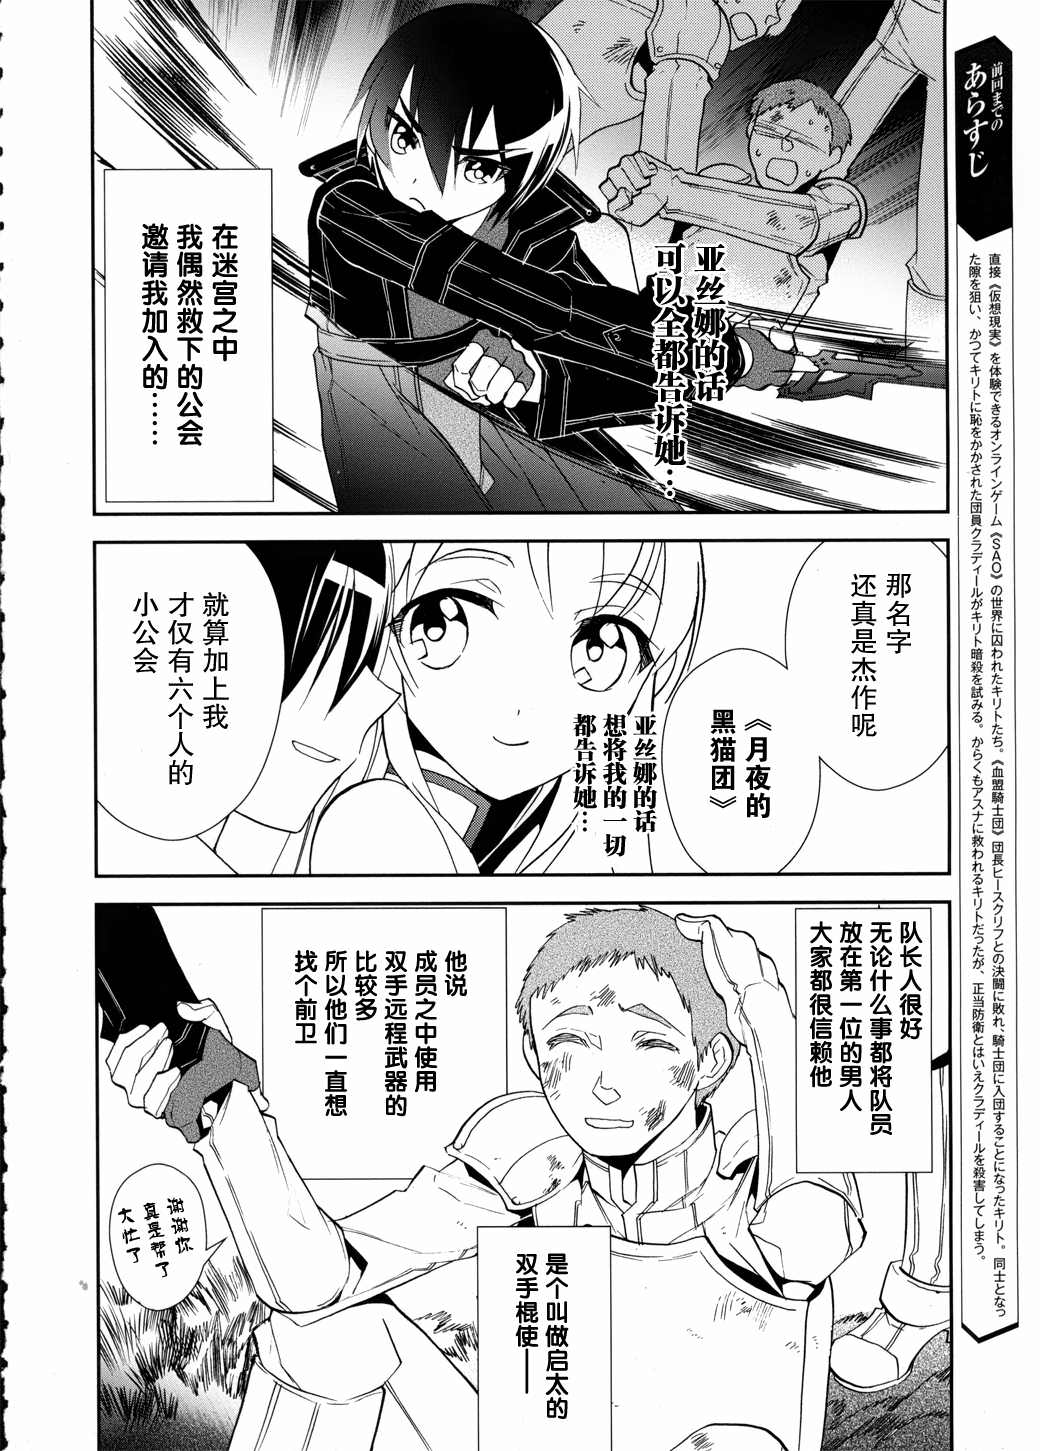 前回までの
あらすじ
直接《仮想現実》を体験できるオンラインゲーム《SAO》の世界に囚われたキリトたち。《血盟騎士団》団長ヒースクリフとの決闘に敗れ、騎士団に入団することになったキリト。同士となっ
た隙を狙い、かつてキリトに恥をかかされた団員クラディールがキリト暗殺を試みる。からくもアスナに救われるキリトだったが、正当防衛とはいえクラディールを殺害してしまう。
亚丝娜的话
可以全都告诉她…
在迷宫之中
我偶然救下的公会
邀请我加入的……
那名字
还真是杰作呢
《月夜的
黑猫团》
亚丝娜的话
想将我的一切
都告诉她…
就算加上我
才仅有六个人的
小公会
队长人很好
无论什么事都将队员
放在第一位的男人
大家都很信赖他
他说
成员之中使用
双手远程武器的
比较多
所以他们一直想
找个前卫
是个叫做启太的
双手棍使——
谢谢你
真是帮了
大忙了